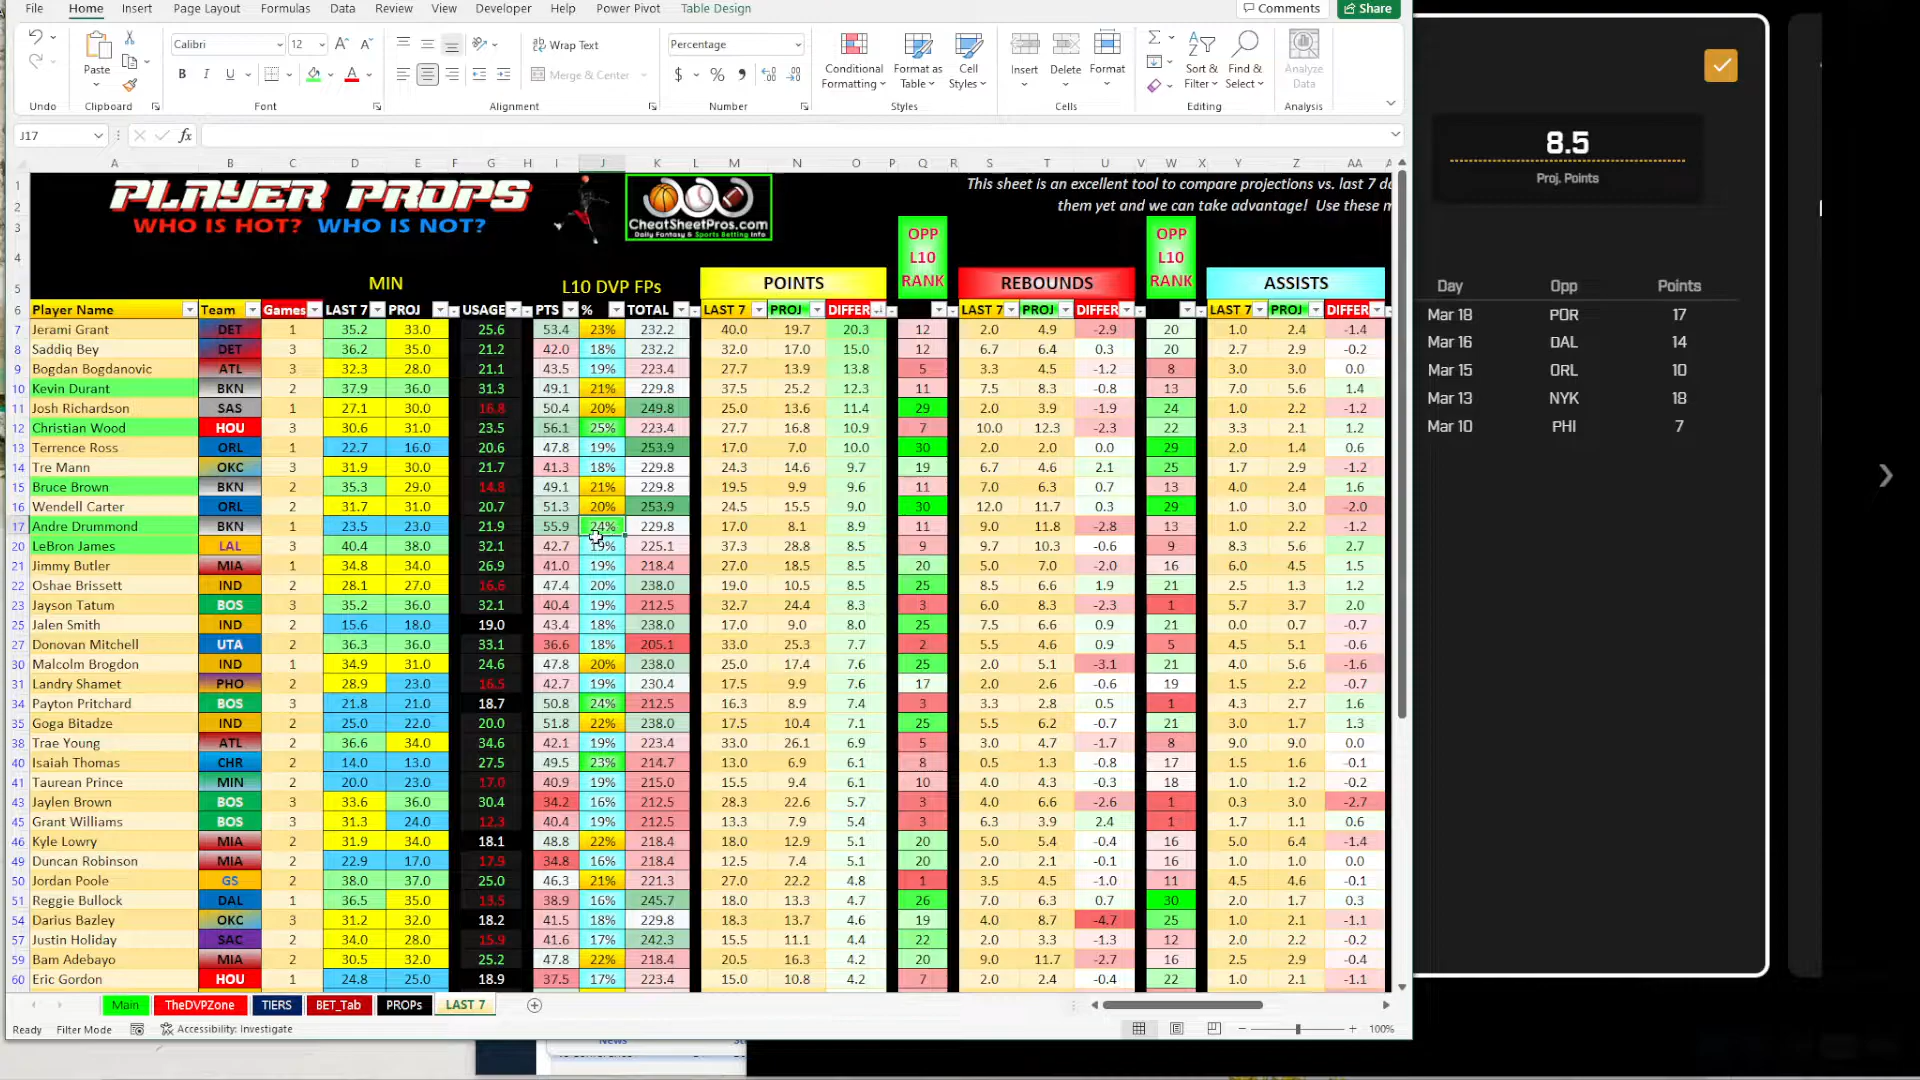 File Home Insert Page Layout Formulas Data Review View Developer Help Power Pivot Table Design Comments Share
Calibri 12 Wrap Text Percentage
Paste B I U Merge & Center $ % Conditional Formatting Format as Table Cell Styles Insert Delete Format Sort & Filter Find & Select Analyze Data
Undo Clipboard Font Alignment Number Styles Cells Editing Analysis
J17 fx
A B C D E F G H I J K L M N O P Q R S T U V W X Y Z AA
PLAYER PROPS
WHO IS HOT? WHO IS NOT?
CheatSheetPros.com
Daily Fantasy & Sports Betting Info
This sheet is an excellent tool to compare projections vs. last 7 d
them yet and we can take advantage! Use these m
MIN L10 DVP FPs POINTS OPP L10 RANK REBOUNDS OPP L10 RANK ASSISTS
6 Player Name Team Games LAST 7 PROJ USAGE PTS % TOTAL LAST 7 PROJ DIFFER LAST 7 PROJ DIFFER LAST 7 PROJ DIFFER
7 Jerami Grant DET 1 35.2 33.0 25.6 53.4 23% 232.2 40.0 19.7 20.3 12 2.0 4.9 -2.9 20 1.0 2.4 -1.4
8 Saddiq Bey DET 3 36.2 35.0 21.2 42.0 18% 232.2 32.0 17.0 15.0 12 6.7 6.4 0.3 20 2.7 2.9 -0.2
9 Bogdan Bogdanovic ATL 3 32.3 28.0 21.1 43.5 19% 223.4 27.7 13.9 13.8 5 3.3 4.5 -1.2 8 3.0 3.0 0.0
10 Kevin Durant BKN 2 37.9 36.0 31.3 49.1 21% 229.8 37.5 25.2 12.3 11 7.5 8.3 -0.8 13 7.0 5.6 1.4
11 Josh Richardson SAS 1 27.1 30.0 16.8 50.4 20% 249.8 25.0 13.6 11.4 29 2.0 3.9 -1.9 24 1.0 2.2 -1.2
12 Christian Wood HOU 3 30.6 31.0 23.5 56.1 25% 223.4 27.7 16.8 10.9 7 10.0 12.3 -2.3 22 3.3 2.1 1.2
13 Terrence Ross ORL 1 22.7 16.0 20.6 47.8 19% 253.9 17.0 7.0 10.0 30 2.0 2.0 0.0 29 2.0 1.4 0.6
14 Tre Mann OKC 3 31.9 30.0 21.7 41.3 18% 229.8 24.3 14.6 9.7 19 6.7 4.6 2.1 25 1.7 2.9 -1.2
15 Bruce Brown BKN 2 35.3 29.0 14.8 49.1 21% 229.8 19.5 9.9 9.6 11 7.0 6.3 0.7 13 4.0 2.4 1.6
16 Wendell Carter ORL 2 31.7 31.0 20.7 51.3 20% 253.9 24.5 15.5 9.0 30 12.0 11.7 0.3 29 1.0 3.0 -2.0
17 Andre Drummond BKN 1 23.5 23.0 21.9 55.9 24% 229.8 17.0 8.1 8.9 11 9.0 11.8 -2.8 13 1.0 2.2 -1.2
20 LeBron James LAL 3 40.4 38.0 32.1 42.7 19% 225.1 37.3 28.8 8.5 9 9.7 10.3 -0.6 9 8.3 5.6 2.7
21 Jimmy Butler MIA 1 34.8 34.0 26.9 41.0 19% 218.4 27.0 18.5 8.5 20 5.0 7.0 -2.0 16 6.0 4.5 1.5
22 Oshae Brissett IND 2 28.1 27.0 16.6 47.4 20% 238.0 19.0 10.5 8.5 25 8.5 6.6 1.9 21 2.5 1.3 1.2
23 Jayson Tatum BOS 3 35.2 36.0 32.1 40.4 19% 212.5 32.7 24.4 8.3 3 6.0 8.3 -2.3 1 5.7 3.7 2.0
25 Jalen Smith IND 2 15.6 18.0 19.0 43.4 18% 238.0 17.0 9.0 8.0 25 7.5 6.6 0.9 21 0.0 0.7 -0.7
27 Donovan Mitchell UTA 2 36.3 36.0 33.1 36.6 18% 205.1 33.0 25.3 7.7 2 5.5 4.6 0.9 5 4.5 5.1 -0.6
30 Malcolm Brogdon IND 1 34.9 31.0 24.6 47.8 20% 238.0 25.0 17.4 7.6 25 2.0 5.1 -3.1 21 4.0 5.6 -1.6
31 Landry Shamet PHO 2 28.9 23.0 16.5 42.7 19% 230.4 17.5 9.9 7.6 17 2.0 2.6 -0.6 19 1.5 2.2 -0.7
34 Payton Pritchard BOS 3 21.8 21.0 18.7 50.8 24% 212.5 16.3 8.9 7.4 3 3.3 2.8 0.5 1 4.3 2.7 1.6
35 Goga Bitadze IND 2 25.0 22.0 20.0 51.8 22% 238.0 17.5 10.4 7.1 25 5.5 6.2 -0.7 21 3.0 1.7 1.3
38 Trae Young ATL 2 36.6 34.0 34.6 42.1 19% 223.4 33.0 26.1 6.9 5 3.0 4.7 -1.7 8 9.0 9.0 0.0
40 Isaiah Thomas CHR 2 14.0 13.0 27.5 49.5 23% 214.7 13.0 6.9 6.1 8 0.5 1.3 -0.8 17 1.5 1.6 -0.1
41 Taurean Prince MIN 2 20.0 23.0 17.0 40.9 19% 215.0 15.5 9.4 6.1 10 4.0 4.3 -0.3 18 1.0 1.2 -0.2
43 Jaylen Brown BOS 3 33.6 36.0 30.4 34.2 16% 212.5 28.3 22.6 5.7 3 4.0 6.6 -2.6 1 0.3 3.0 -2.7
45 Grant Williams BOS 3 31.3 24.0 12.3 40.4 19% 212.5 13.3 7.9 5.4 3 6.3 3.9 2.4 1 1.7 1.1 0.6
46 Kyle Lowry MIA 2 31.9 34.0 18.1 48.8 22% 218.4 18.0 12.9 5.1 20 5.0 5.4 -0.4 16 5.0 6.4 -1.4
49 Duncan Robinson MIA 2 22.9 17.0 17.9 34.8 16% 218.4 12.5 7.4 5.1 20 2.0 2.1 -0.1 16 1.0 1.0 0.0
50 Jordan Poole GS 2 38.0 37.0 25.0 46.3 21% 221.3 27.0 22.2 4.8 1 3.5 4.5 -1.0 11 4.5 4.6 -0.1
51 Reggie Bullock DAL 1 36.5 35.0 13.5 38.9 16% 245.7 18.0 13.3 4.7 26 7.0 6.3 0.7 30 2.0 1.7 0.3
54 Darius Bazley OKC 3 31.2 32.0 18.2 41.5 18% 229.8 18.3 13.7 4.6 19 4.0 8.7 -4.7 25 1.0 2.1 -1.1
57 Justin Holiday SAC 2 34.0 28.0 15.9 41.6 17% 242.3 15.5 11.1 4.4 22 2.0 3.3 -1.3 12 2.0 2.2 -0.2
59 Bam Adebayo MIA 2 30.5 32.0 25.2 47.8 22% 218.4 20.5 16.3 4.2 20 9.0 11.7 -2.7 16 2.5 2.9 -0.4
60 Eric Gordon HOU 1 24.8 25.0 18.9 37.5 17% 223.4 15.0 10.8 4.2 7 2.0 2.4 -0.4 22 1.0 2.1 -1.1
Main TheDVPZone TIERS BET_Tab PROPs LAST 7
Ready Filter Mode Accessibility: Investigate 100%
News
8.5
Proj. Points
Day Opp Points
Mar 18 POR 17
Mar 16 DAL 14
Mar 15 ORL 10
Mar 13 NYK 18
Mar 10 PHI 7